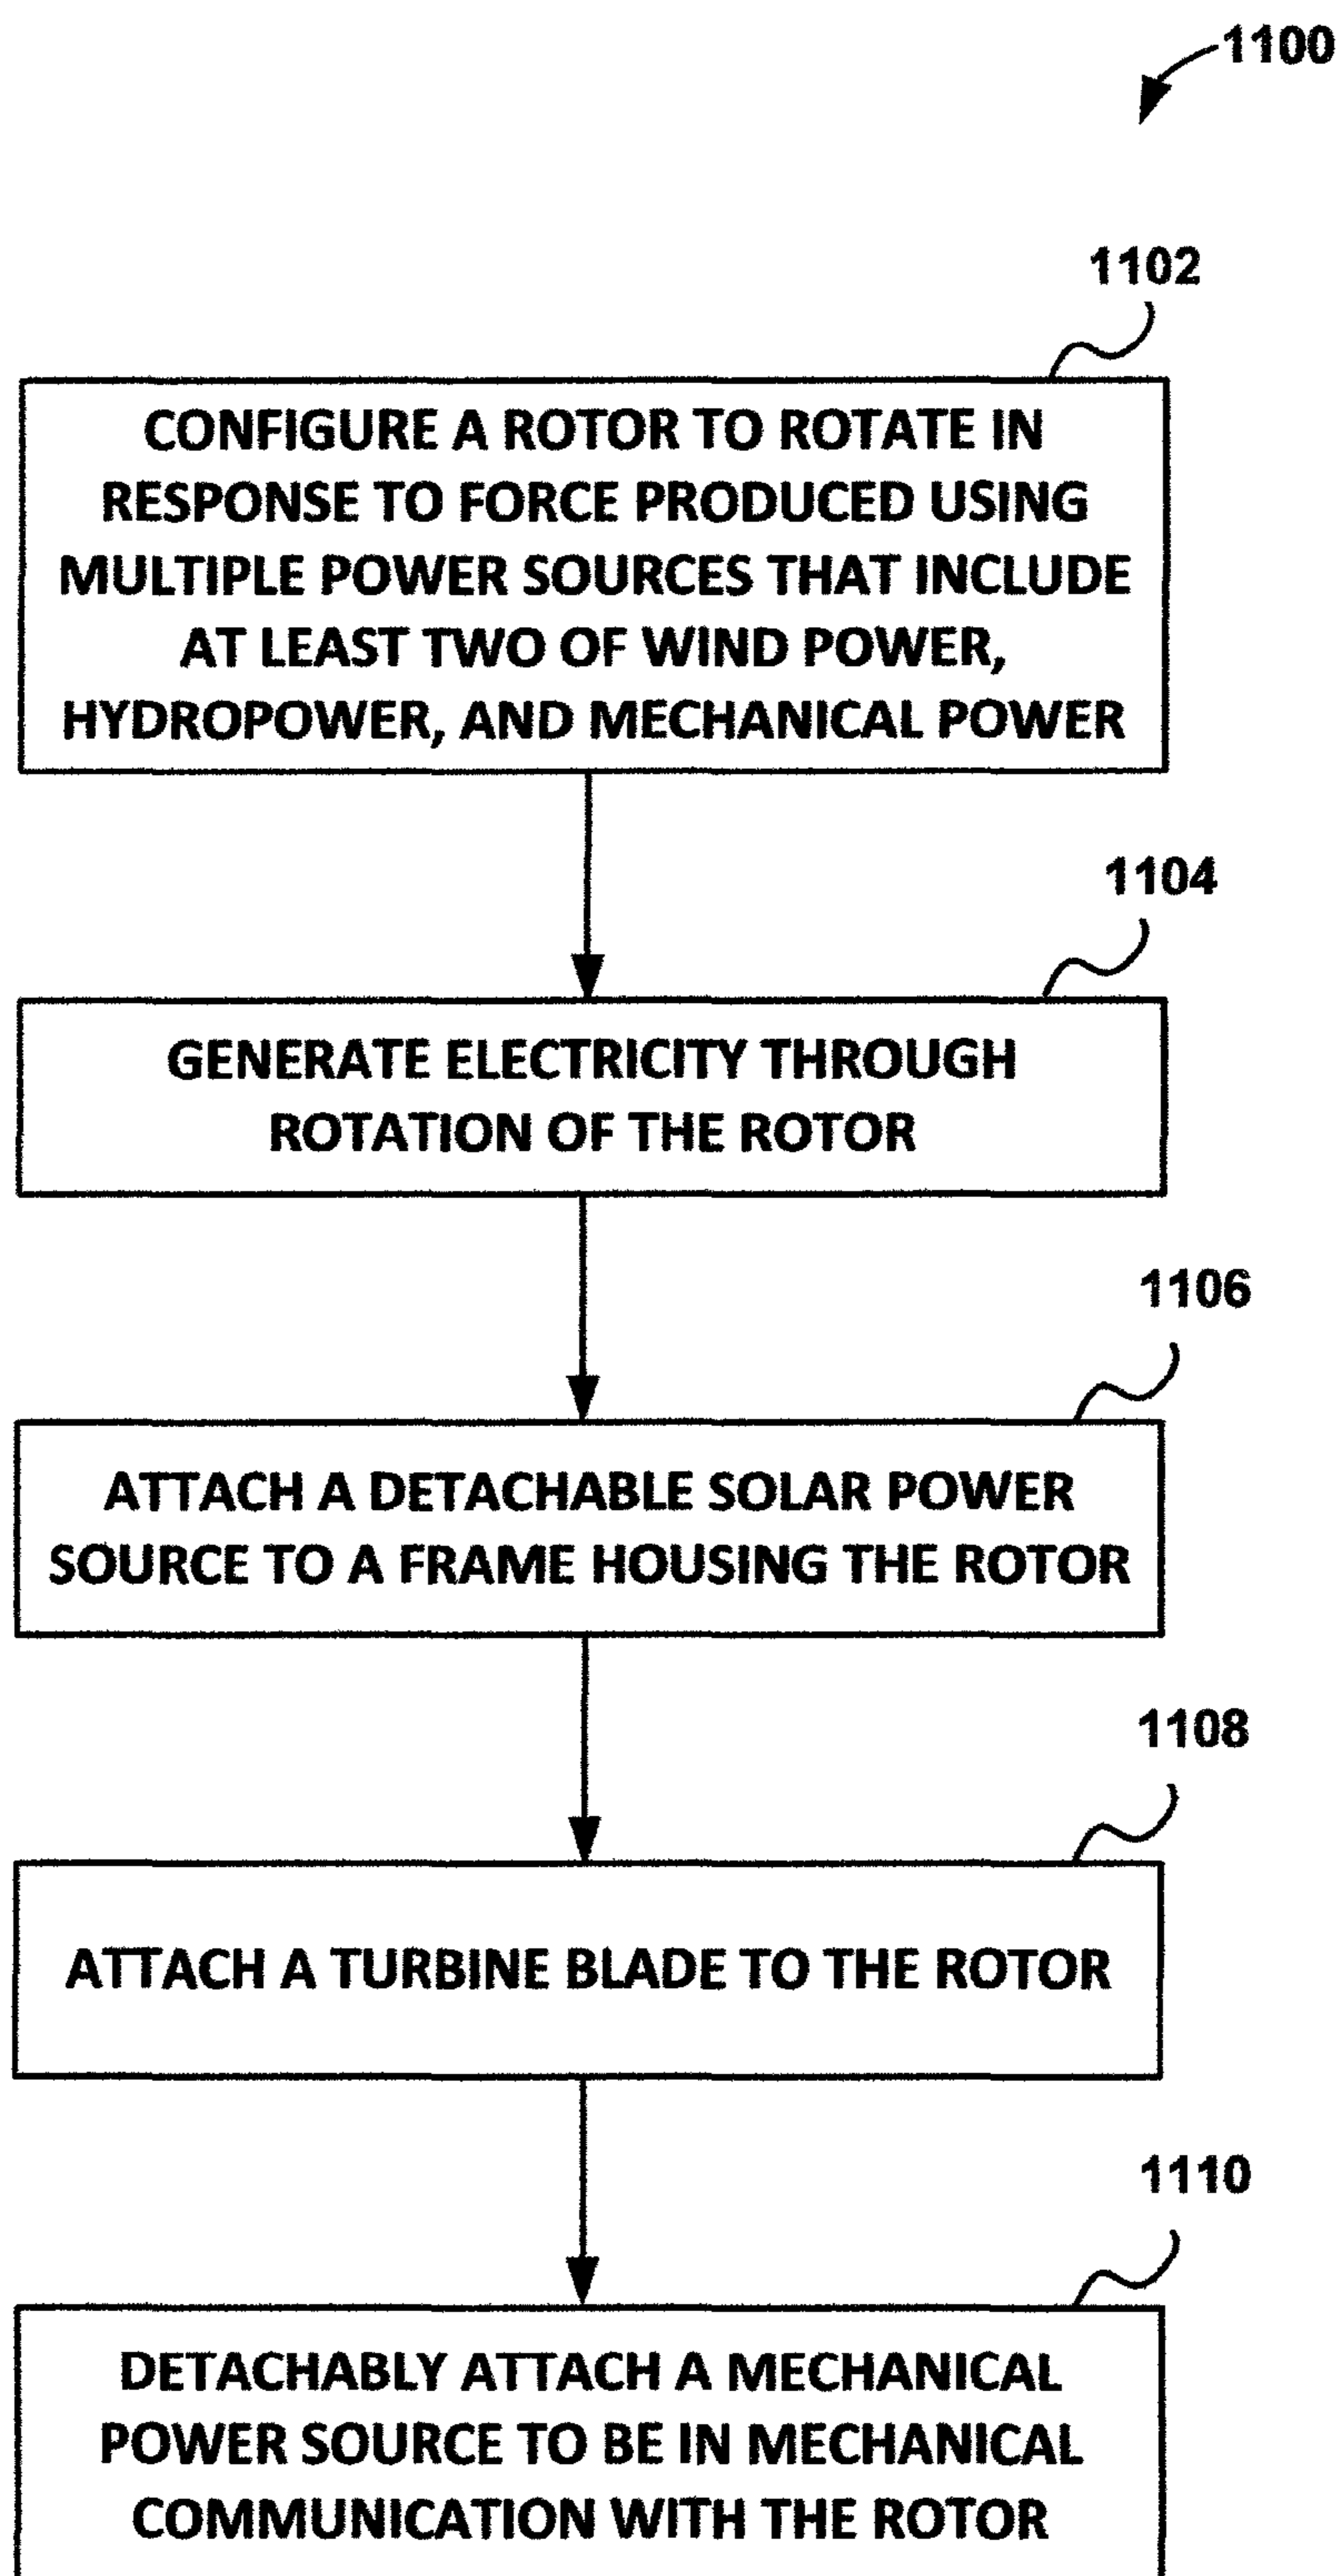 1100
1102
CONFIGURE A ROTOR TO ROTATE IN
RESPONSE TO FORCE PRODUCED USING
MULTIPLE POWER SOURCES THAT INCLUDE
AT LEAST TWO OF WIND POWER,
HYDROPOWER, AND MECHANICAL POWER
1104
GENERATE ELECTRICITY THROUGH
ROTATION OF THE ROTOR
1106
ATTACH A DETACHABLE SOLAR POWER
SOURCE TO A FRAME HOUSING THE ROTOR
1108
ATTACH A TURBINE BLADE TO THE ROTOR
1110
DETACHABLY ATTACH A MECHANICAL
POWER SOURCE TO BE IN MECHANICAL
COMMUNICATION WITH THE ROTOR